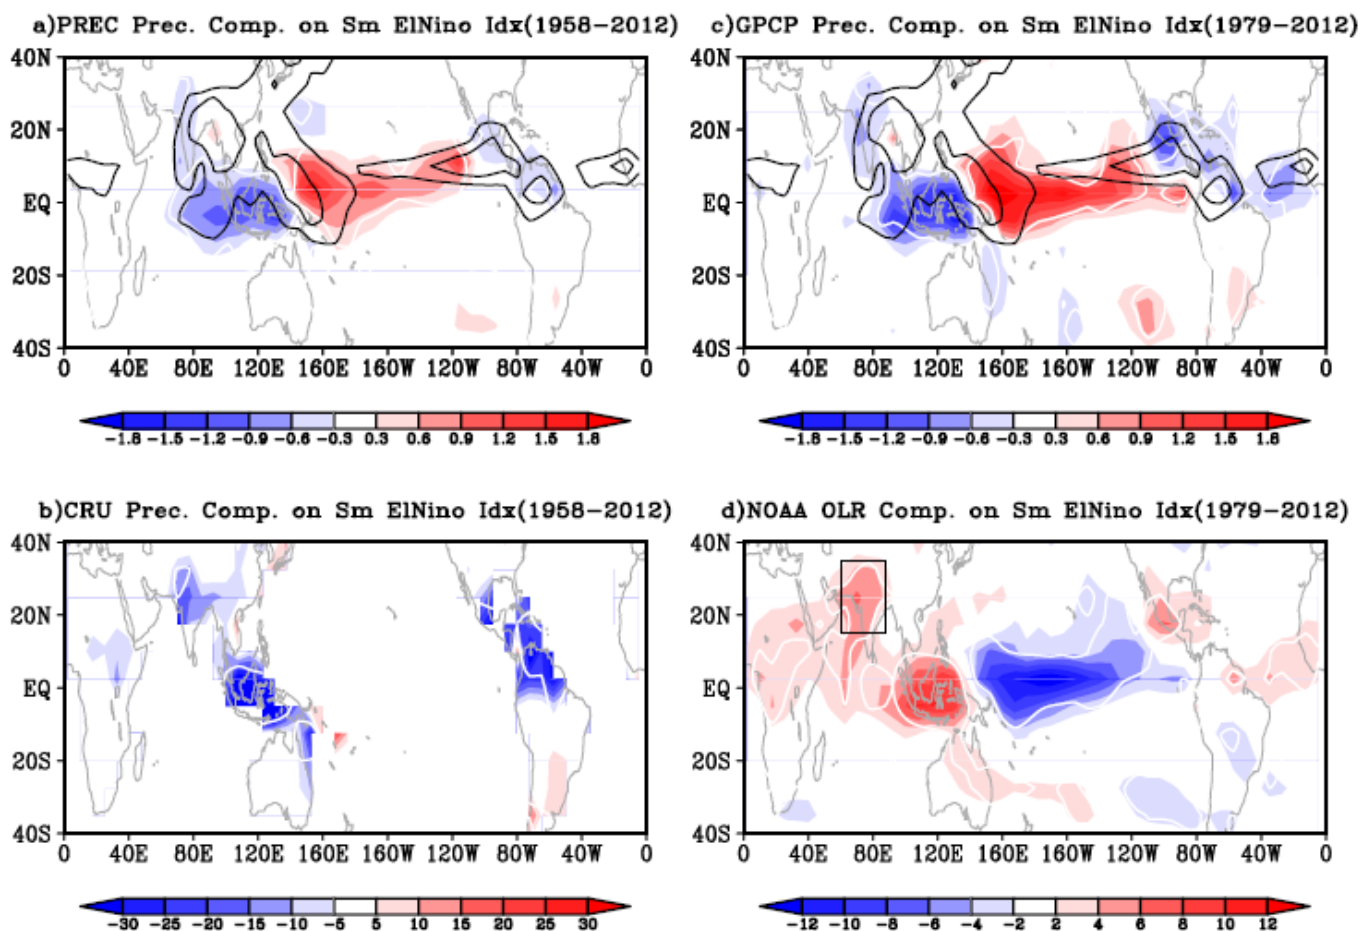 a)PREC Prec. Comp. on Sm ElNino Idx(1958−2012)
40N
20N
EQ
20S
40S
0 40E 80E 120E 160E 160W 120W 80W 40W 0
−1.8 −1.5 −1.2 −0.9 −0.6 −0.3 0.3 0.6 0.9 1.2 1.5 1.8
c)GPCP Prec. Comp. on Sm ElNino Idx(1979−2012)
40N
20N
EQ
20S
40S
0 40E 80E 120E 160E 160W 120W 80W 40W 0
−1.8 −1.5 −1.2 −0.9 −0.6 −0.3 0.3 0.6 0.9 1.2 1.5 1.8
b)CRU Prec. Comp. on Sm ElNino Idx(1958−2012)
40N
20N
EQ
20S
40S
0 40E 80E 120E 160E 160W 120W 80W 40W 0
−30 −25 −20 −15 −10 −5 5 10 15 20 25 30
d)NOAA OLR Comp. on Sm ElNino Idx(1979−2012)
40N
20N
EQ
20S
40S
0 40E 80E 120E 160E 160W 120W 80W 40W 0
−12 −10 −8 −6 −4 −2 2 4 6 8 10 12